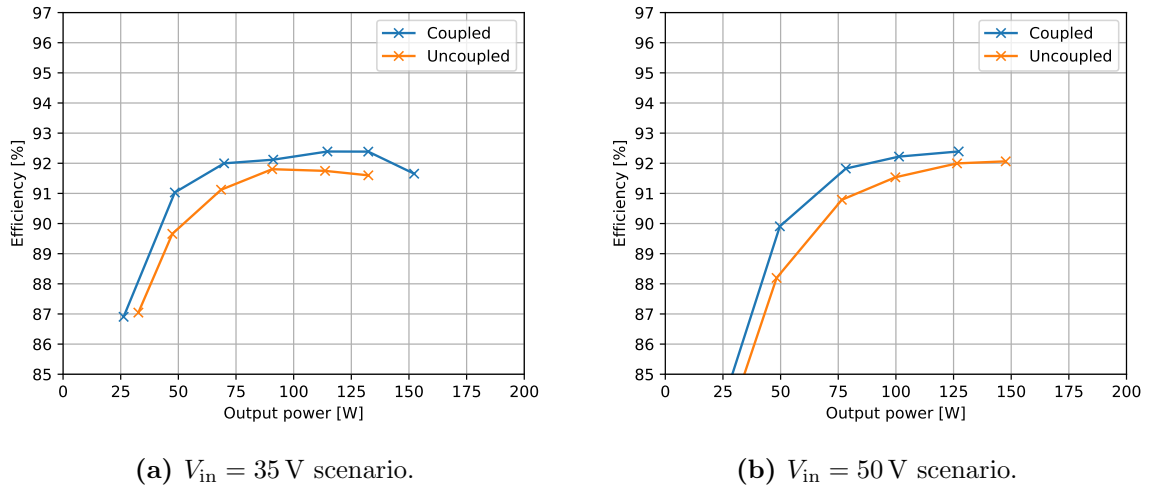 97
96
95
94
93
92
91
90
89
88
87
86
85
Efficiency [%]
0 25 50 75 100 125 150 175 200
Output power [W]
Coupled
Uncoupled
(a) V_in = 35 V scenario.
97
96
95
94
93
92
91
90
89
88
87
86
85
Efficiency [%]
0 25 50 75 100 125 150 175 200
Output power [W]
Coupled
Uncoupled
(b) V_in = 50 V scenario.